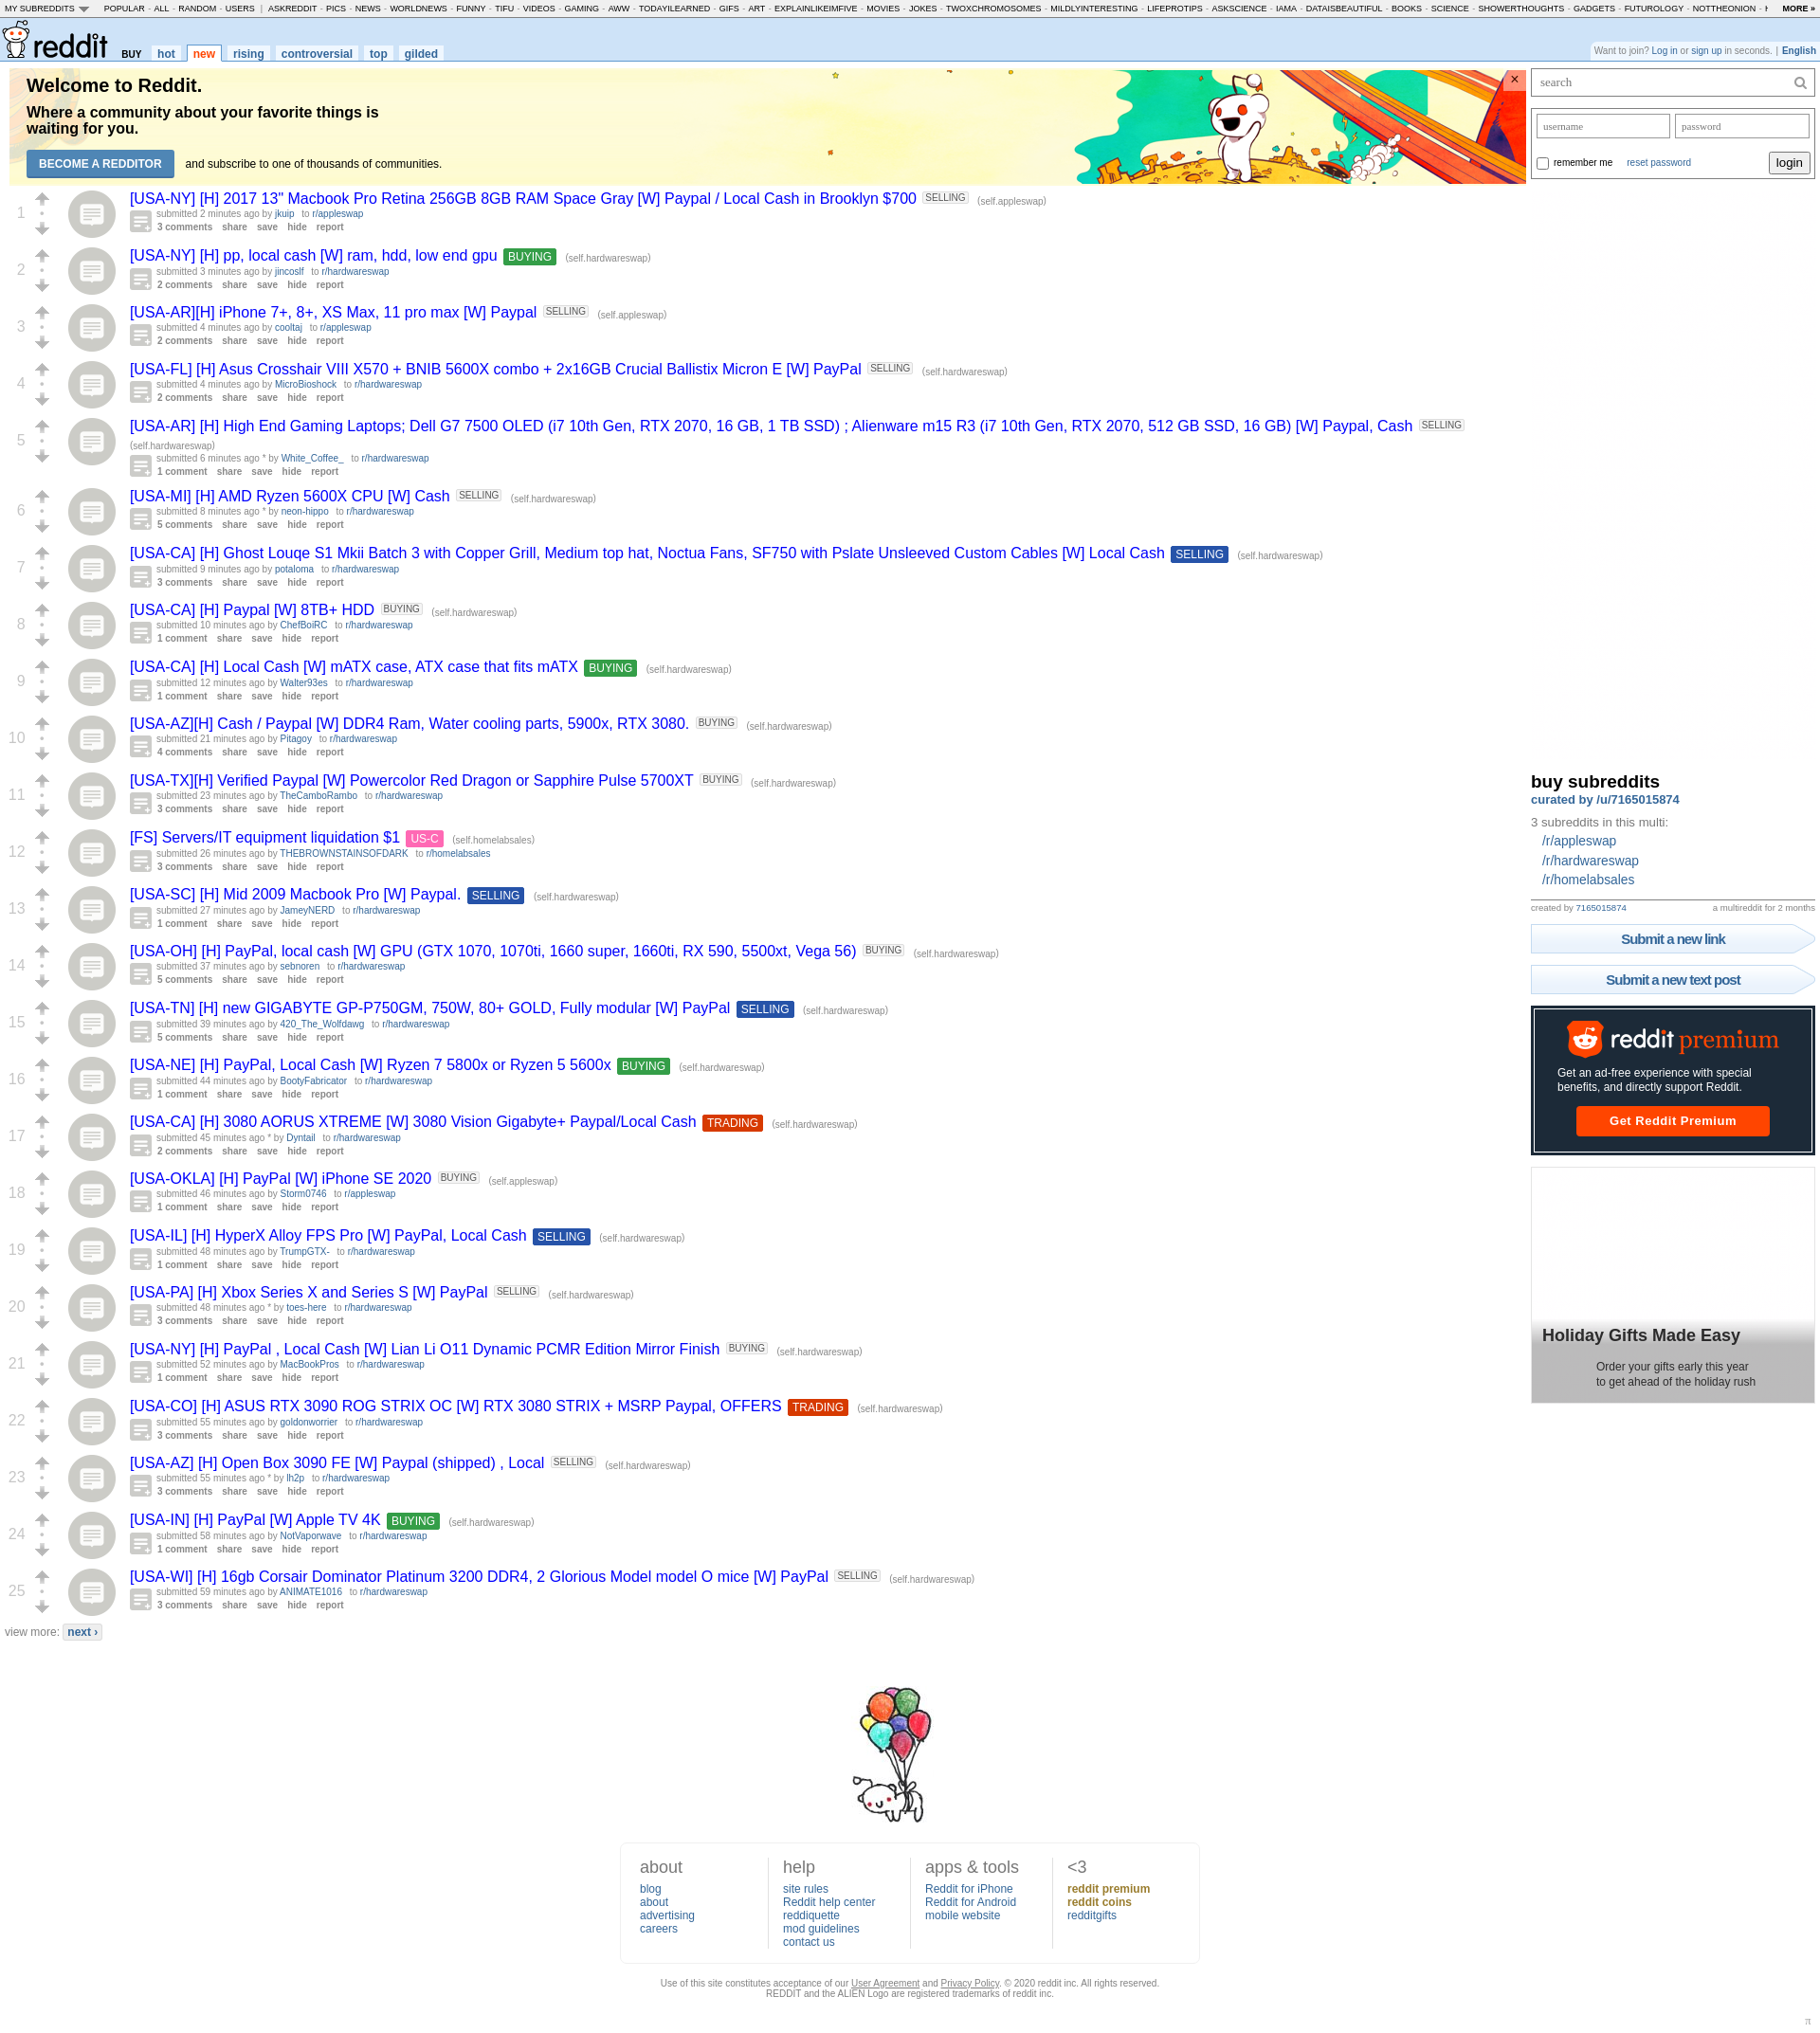 MY SUBREDDITS POPULAR - ALL - RANDOM - USERS | ASKREDDIT - PICS - NEWS - WORLDNEWS - FUNNY - TIFU - VIDEOS - GAMING - AWW - TODAYILEARNED - GIFS - ART - EXPLAINLIKEIMFIVE - MOVIES - JOKES - TWOXCHROMOSOMES - MILDLYINTERESTING - LIFEPROTIPS - ASKSCIENCE - IAMA - DATAISBEAUTIFUL - BOOKS - SCIENCE - SHOWERTHOUGHTS - GADGETS - FUTUROLOGY - NOTTHEONION - MORE »
reddit BUY hot new rising controversial top gilded
Want to join? Log in or sign up in seconds. | English
Welcome to Reddit.
Where a community about your favorite things is
waiting for you.
BECOME A REDDITOR and subscribe to one of thousands of communities.
×
search
username password
remember me reset password login
1
[USA-NY] [H] 2017 13" Macbook Pro Retina 256GB 8GB RAM Space Gray [W] Paypal / Local Cash in Brooklyn $700 SELLING (self.appleswap)
submitted 2 minutes ago by jkuip to r/appleswap
3 comments share save hide report
2
[USA-NY] [H] pp, local cash [W] ram, hdd, low end gpu BUYING (self.hardwareswap)
submitted 3 minutes ago by jincoslf to r/hardwareswap
2 comments share save hide report
3
[USA-AR][H] iPhone 7+, 8+, XS Max, 11 pro max [W] Paypal SELLING (self.appleswap)
submitted 4 minutes ago by cooltaj to r/appleswap
2 comments share save hide report
4
[USA-FL] [H] Asus Crosshair VIII X570 + BNIB 5600X combo + 2x16GB Crucial Ballistix Micron E [W] PayPal SELLING (self.hardwareswap)
submitted 4 minutes ago by MicroBioshock to r/hardwareswap
2 comments share save hide report
5
[USA-AR] [H] High End Gaming Laptops; Dell G7 7500 OLED (i7 10th Gen, RTX 2070, 16 GB, 1 TB SSD) ; Alienware m15 R3 (i7 10th Gen, RTX 2070, 512 GB SSD, 16 GB) [W] Paypal, Cash SELLING
(self.hardwareswap)
submitted 6 minutes ago * by White_Coffee_ to r/hardwareswap
1 comment share save hide report
6
[USA-MI] [H] AMD Ryzen 5600X CPU [W] Cash SELLING (self.hardwareswap)
submitted 8 minutes ago * by neon-hippo to r/hardwareswap
5 comments share save hide report
7
[USA-CA] [H] Ghost Louqe S1 Mkii Batch 3 with Copper Grill, Medium top hat, Noctua Fans, SF750 with Pslate Unsleeved Custom Cables [W] Local Cash SELLING (self.hardwareswap)
submitted 9 minutes ago by potaloma to r/hardwareswap
3 comments share save hide report
8
[USA-CA] [H] Paypal [W] 8TB+ HDD BUYING (self.hardwareswap)
submitted 10 minutes ago by ChefBoiRC to r/hardwareswap
1 comment share save hide report
9
[USA-CA] [H] Local Cash [W] mATX case, ATX case that fits mATX BUYING (self.hardwareswap)
submitted 12 minutes ago by Walter93es to r/hardwareswap
1 comment share save hide report
10
[USA-AZ][H] Cash / Paypal [W] DDR4 Ram, Water cooling parts, 5900x, RTX 3080. BUYING (self.hardwareswap)
submitted 21 minutes ago by Pitagoy to r/hardwareswap
4 comments share save hide report
11
[USA-TX][H] Verified Paypal [W] Powercolor Red Dragon or Sapphire Pulse 5700XT BUYING (self.hardwareswap)
submitted 23 minutes ago by TheCamboRambo to r/hardwareswap
3 comments share save hide report
12
[FS] Servers/IT equipment liquidation $1 US-C (self.homelabsales)
submitted 26 minutes ago by THEBROWNSTAINSOFDARK to r/homelabsales
3 comments share save hide report
13
[USA-SC] [H] Mid 2009 Macbook Pro [W] Paypal. SELLING (self.hardwareswap)
submitted 27 minutes ago by JameyNERD to r/hardwareswap
1 comment share save hide report
14
[USA-OH] [H] PayPal, local cash [W] GPU (GTX 1070, 1070ti, 1660 super, 1660ti, RX 590, 5500xt, Vega 56) BUYING (self.hardwareswap)
submitted 37 minutes ago by sebnoren to r/hardwareswap
5 comments share save hide report
15
[USA-TN] [H] new GIGABYTE GP-P750GM, 750W, 80+ GOLD, Fully modular [W] PayPal SELLING (self.hardwareswap)
submitted 39 minutes ago by 420_The_Wolfdawg to r/hardwareswap
5 comments share save hide report
16
[USA-NE] [H] PayPal, Local Cash [W] Ryzen 7 5800x or Ryzen 5 5600x BUYING (self.hardwareswap)
submitted 44 minutes ago by BootyFabricator to r/hardwareswap
1 comment share save hide report
17
[USA-CA] [H] 3080 AORUS XTREME [W] 3080 Vision Gigabyte+ Paypal/Local Cash TRADING (self.hardwareswap)
submitted 45 minutes ago * by Dyntail to r/hardwareswap
2 comments share save hide report
18
[USA-OKLA] [H] PayPal [W] iPhone SE 2020 BUYING (self.appleswap)
submitted 46 minutes ago by Storm0746 to r/appleswap
1 comment share save hide report
19
[USA-IL] [H] HyperX Alloy FPS Pro [W] PayPal, Local Cash SELLING (self.hardwareswap)
submitted 48 minutes ago by TrumpGTX- to r/hardwareswap
1 comment share save hide report
20
[USA-PA] [H] Xbox Series X and Series S [W] PayPal SELLING (self.hardwareswap)
submitted 48 minutes ago * by toes-here to r/hardwareswap
3 comments share save hide report
21
[USA-NY] [H] PayPal , Local Cash [W] Lian Li O11 Dynamic PCMR Edition Mirror Finish BUYING (self.hardwareswap)
submitted 52 minutes ago by MacBookPros to r/hardwareswap
1 comment share save hide report
22
[USA-CO] [H] ASUS RTX 3090 ROG STRIX OC [W] RTX 3080 STRIX + MSRP Paypal, OFFERS TRADING (self.hardwareswap)
submitted 55 minutes ago by goldonworrier to r/hardwareswap
3 comments share save hide report
23
[USA-AZ] [H] Open Box 3090 FE [W] Paypal (shipped) , Local SELLING (self.hardwareswap)
submitted 55 minutes ago * by lh2p to r/hardwareswap
3 comments share save hide report
24
[USA-IN] [H] PayPal [W] Apple TV 4K BUYING (self.hardwareswap)
submitted 58 minutes ago by NotVaporwave to r/hardwareswap
1 comment share save hide report
25
[USA-WI] [H] 16gb Corsair Dominator Platinum 3200 DDR4, 2 Glorious Model model O mice [W] PayPal SELLING (self.hardwareswap)
submitted 59 minutes ago by ANIMATE1016 to r/hardwareswap
3 comments share save hide report
view more: next ›
buy subreddits
curated by /u/7165015874
3 subreddits in this multi:
/r/appleswap
/r/hardwareswap
/r/homelabsales
created by 7165015874 a multireddit for 2 months
Submit a new link
Submit a new text post
reddit premium
Get an ad-free experience with special
benefits, and directly support Reddit.
Get Reddit Premium
Holiday Gifts Made Easy
Order your gifts early this year
to get ahead of the holiday rush
about
blog
about
advertising
careers
help
site rules
Reddit help center
reddiquette
mod guidelines
contact us
apps & tools
Reddit for iPhone
Reddit for Android
mobile website
<3
reddit premium
reddit coins
redditgifts
Use of this site constitutes acceptance of our User Agreement and Privacy Policy. © 2020 reddit inc. All rights reserved.
REDDIT and the ALIEN Logo are registered trademarks of reddit inc.
π